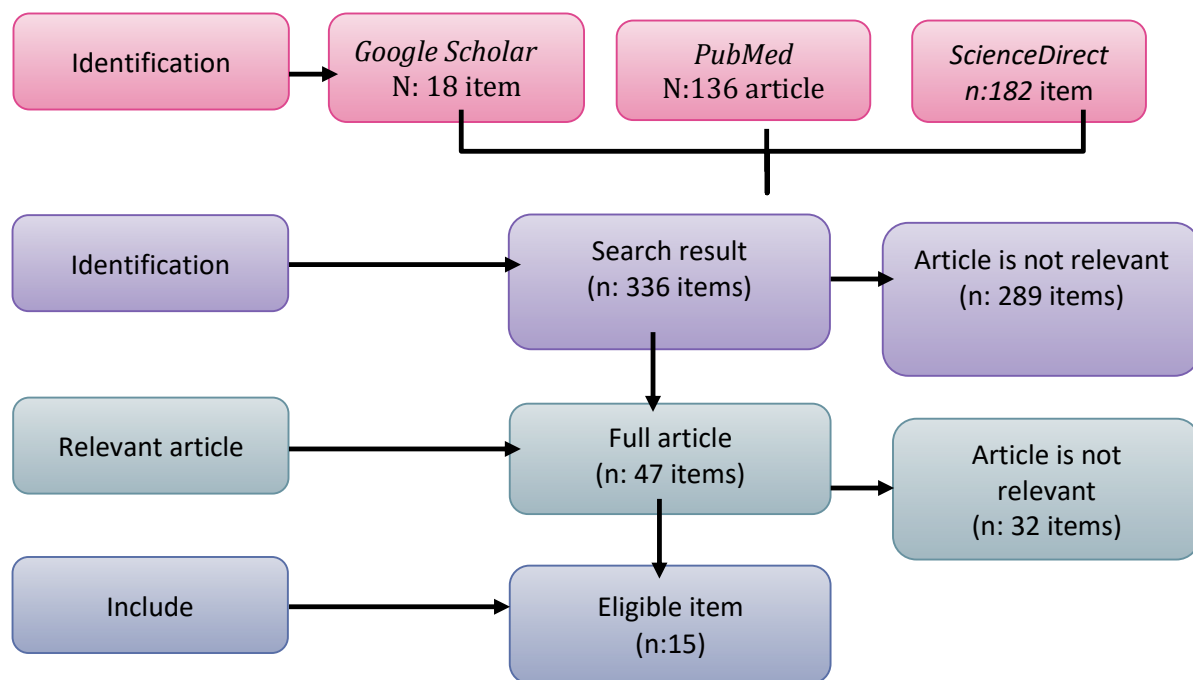 Identification
Google Scholar
N: 18 item
PubMed
N:136 article
ScienceDirect
n:182 item
Identification
Search result
(n: 336 items)
Article is not relevant
(n: 289 items)
Relevant article
Full article
(n: 47 items)
Article is not
relevant
(n: 32 items)
Include
Eligible item
(n:15)